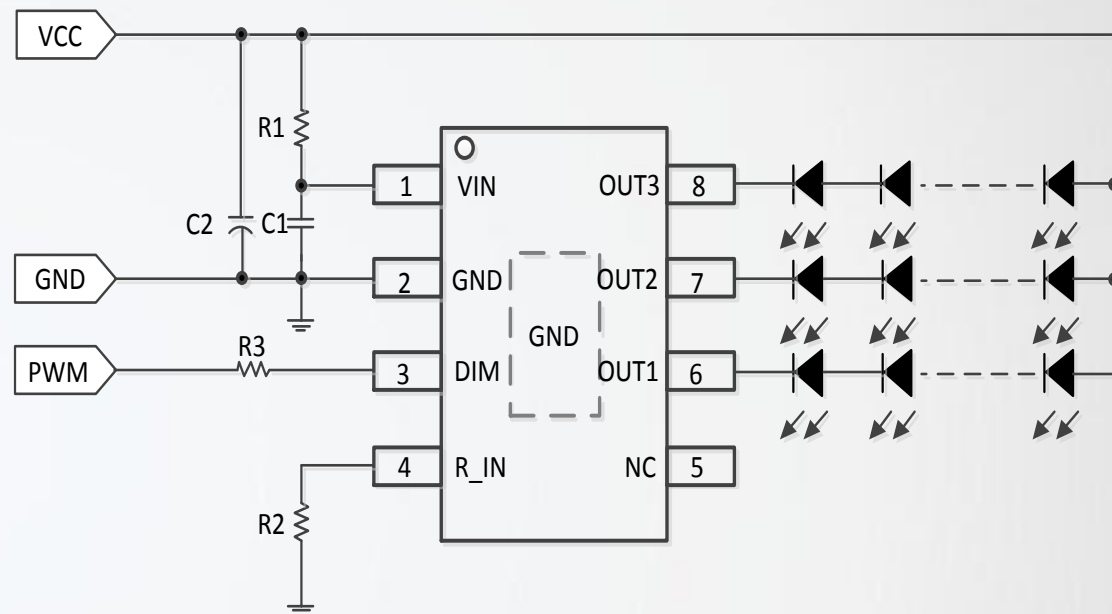 VCC
R1
1 VIN OUT3 8
C2 C1
GND 2 GND OUT2 7
GND
R3
PWM 3 DIM OUT1 6
4 R_IN NC 5
R2